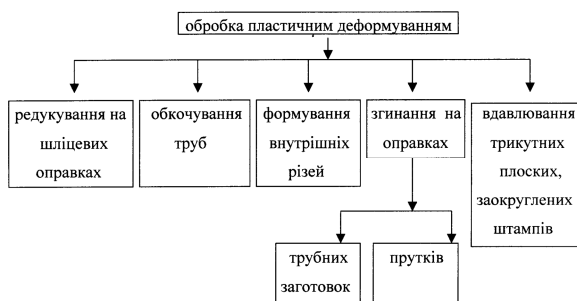 обробка пластичним деформуванням
редукування на
шліцевих
оправках
обкочування
труб
формування
внутрішніх
різей
згинання на
оправках
вдавлювання
трикутних
плоских,
заокруглених
штампів
трубних
заготовок
прутків